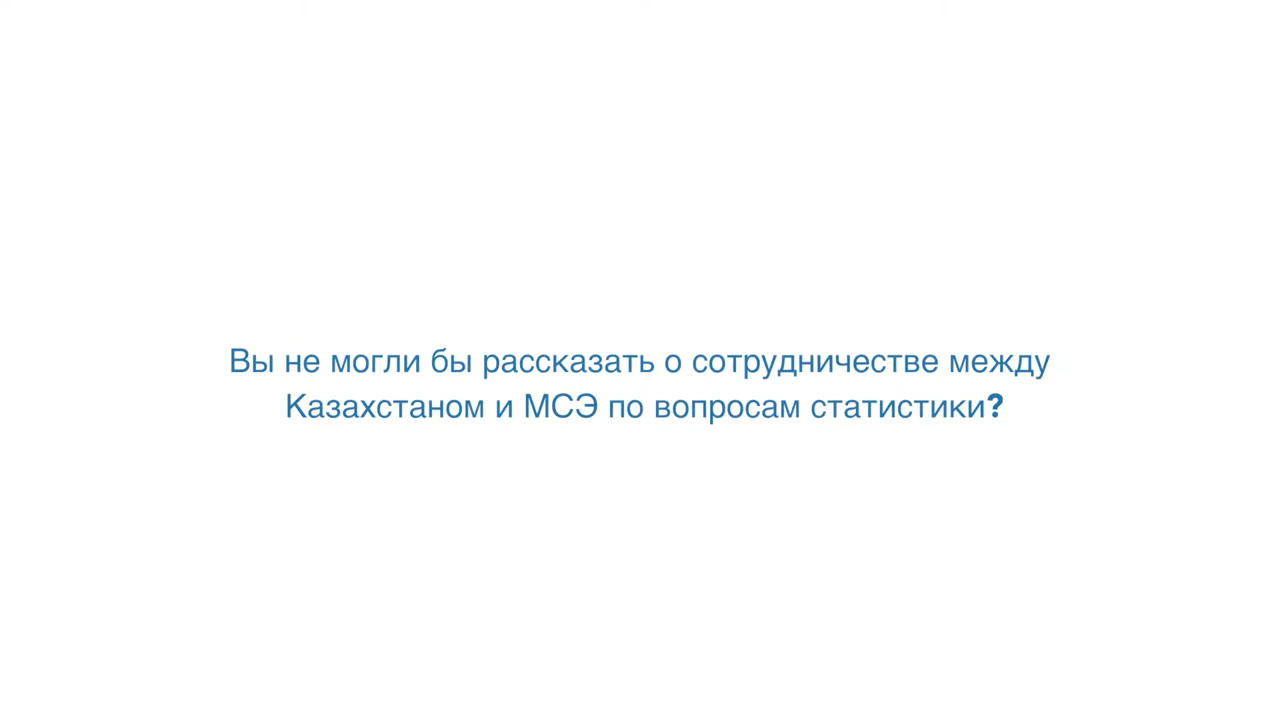 Вы не могли бы рассказать о сотрудничестве между
Казахстаном и МСЭ по вопросам статистики?